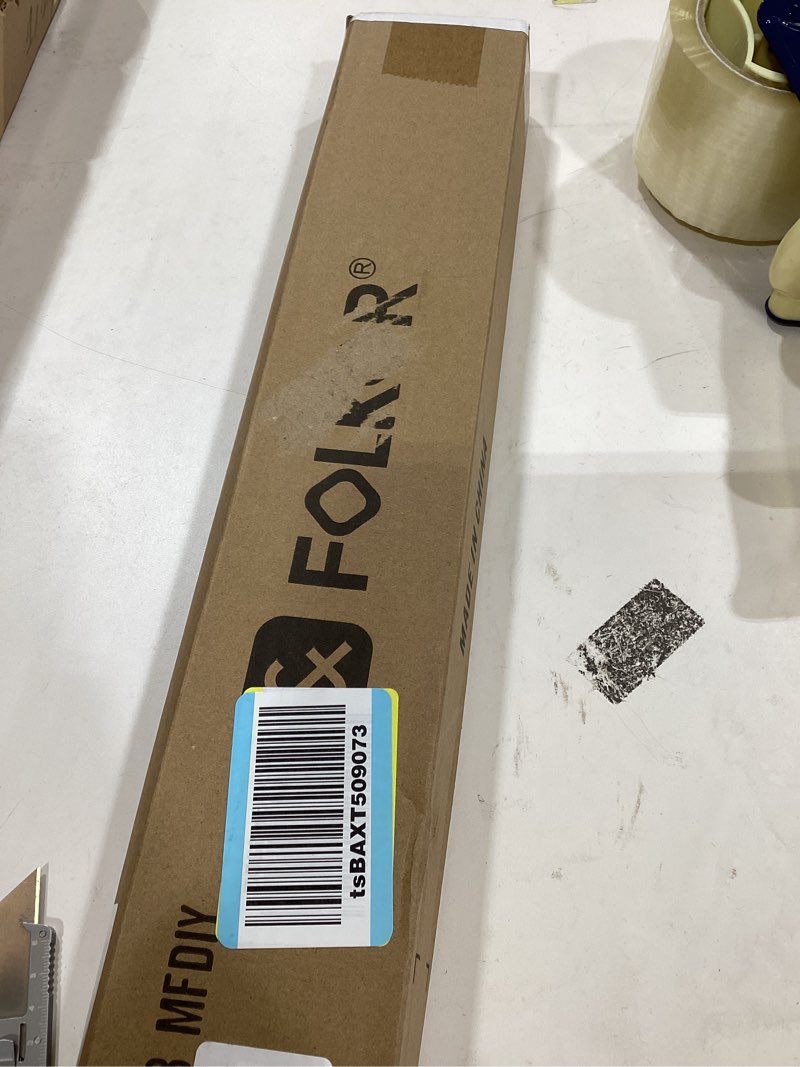 FOLK R®
MADE IN CHINA
tsBAXT509073
MFDIY